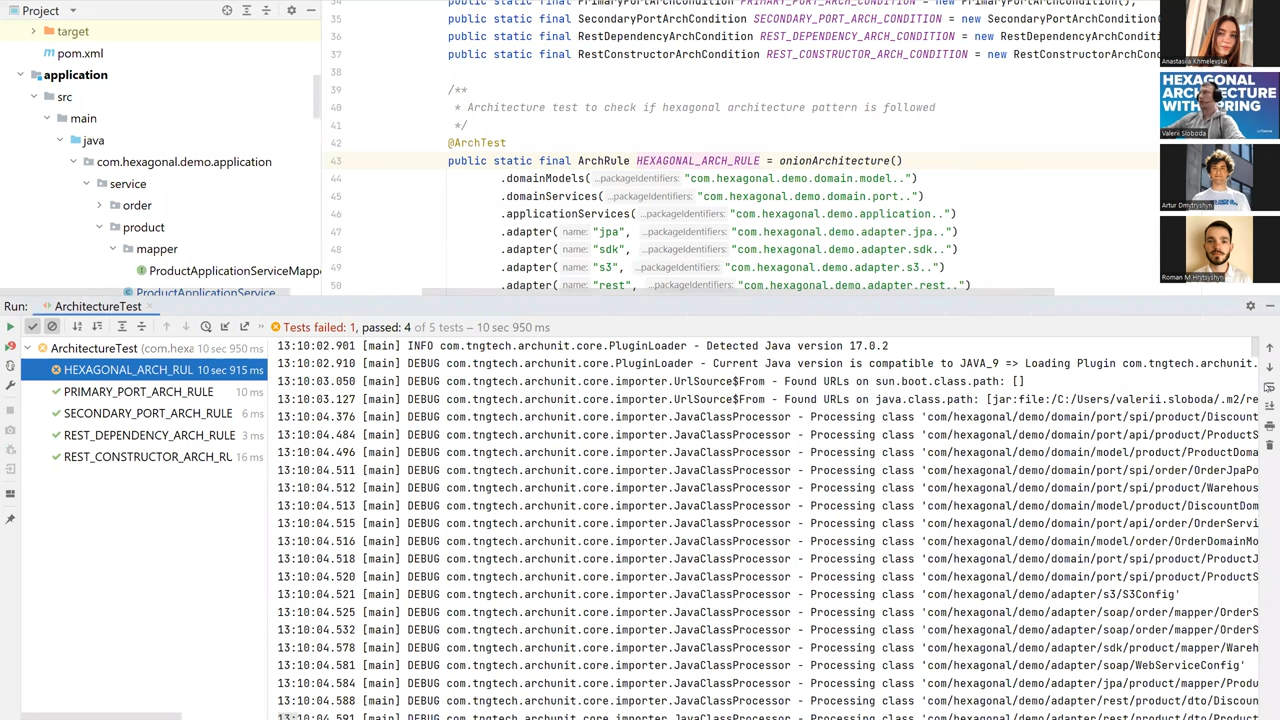 Project
target
pom.xml
application
src
main
java
com.hexagonal.demo.application
service
order
product
mapper
ProductApplicationServiceMappe
ProductApplicationService
35 public static final SecondaryPortArchCondition SECONDARY_PORT_ARCH_CONDITION = new SecondaryPortArchCondition(
36 public static final RestDependencyArchCondition REST_DEPENDENCY_ARCH_CONDITION = new RestDependencyArchConditi
37 public static final RestConstructorArchCondition REST_CONSTRUCTOR_ARCH_CONDITION = new RestConstructorArchCond
38
39 /**
40 * Architecture test to check if hexagonal architecture pattern is followed
41 */
42 @ArchTest
43 public static final ArchRule HEXAGONAL_ARCH_RULE = onionArchitecture()
44 .domainModels( ...packageIdentifiers: "com.hexagonal.demo.domain.model..")
45 .domainServices( ...packageIdentifiers: "com.hexagonal.demo.domain.port..")
46 .applicationServices( ...packageIdentifiers: "com.hexagonal.demo.application..")
47 .adapter( name: "jpa", ...packageIdentifiers: "com.hexagonal.demo.adapter.jpa..")
48 .adapter( name: "sdk", ...packageIdentifiers: "com.hexagonal.demo.adapter.sdk..")
49 .adapter( name: "s3", ...packageIdentifiers: "com.hexagonal.demo.adapter.s3..")
50 .adapter( name: "rest", ...packageIdentifiers: "com.hexagonal.demo.adapter.rest..")
Anastasiia Khmelevska
HEXAGONAL
ARCHITECTURE
WITH SPRING
Valerii Sloboda
Artur Dmytryshyn
Roman M Hrytsyshyn
Run: ArchitectureTest
Tests failed: 1, passed: 4 of 5 tests – 10 sec 950 ms
ArchitectureTest (com.hexa 10 sec 950 ms
HEXAGONAL_ARCH_RUL 10 sec 915 ms
PRIMARY_PORT_ARCH_RULE 10 ms
SECONDARY_PORT_ARCH_RULE 6 ms
REST_DEPENDENCY_ARCH_RULE 3 ms
REST_CONSTRUCTOR_ARCH_RU 16 ms
13:10:02.901 [main] INFO com.tngtech.archunit.core.PluginLoader - Detected Java version 17.0.2
13:10:02.910 [main] DEBUG com.tngtech.archunit.core.PluginLoader - Current Java version is compatible to JAVA_9 => Loading Plugin com.tngtech.archunit.
13:10:03.050 [main] DEBUG com.tngtech.archunit.core.importer.UrlSource$From - Found URLs on sun.boot.class.path: []
13:10:03.127 [main] DEBUG com.tngtech.archunit.core.importer.UrlSource$From - Found URLs on java.class.path: [jar:file:/C:/Users/valerii.sloboda/.m2/re
13:10:04.376 [main] DEBUG com.tngtech.archunit.core.importer.JavaClassProcessor - Processing class 'com/hexagonal/demo/domain/port/spi/product/Discount
13:10:04.484 [main] DEBUG com.tngtech.archunit.core.importer.JavaClassProcessor - Processing class 'com/hexagonal/demo/domain/port/api/product/ProductS
13:10:04.496 [main] DEBUG com.tngtech.archunit.core.importer.JavaClassProcessor - Processing class 'com/hexagonal/demo/domain/model/product/ProductDoma
13:10:04.511 [main] DEBUG com.tngtech.archunit.core.importer.JavaClassProcessor - Processing class 'com/hexagonal/demo/domain/port/spi/order/OrderJpaPo
13:10:04.512 [main] DEBUG com.tngtech.archunit.core.importer.JavaClassProcessor - Processing class 'com/hexagonal/demo/domain/port/spi/product/Warehous
13:10:04.513 [main] DEBUG com.tngtech.archunit.core.importer.JavaClassProcessor - Processing class 'com/hexagonal/demo/domain/model/product/DiscountDom
13:10:04.515 [main] DEBUG com.tngtech.archunit.core.importer.JavaClassProcessor - Processing class 'com/hexagonal/demo/domain/port/api/order/OrderServi
13:10:04.516 [main] DEBUG com.tngtech.archunit.core.importer.JavaClassProcessor - Processing class 'com/hexagonal/demo/domain/model/order/OrderDomainMo
13:10:04.518 [main] DEBUG com.tngtech.archunit.core.importer.JavaClassProcessor - Processing class 'com/hexagonal/demo/domain/port/spi/product/ProductJ
13:10:04.520 [main] DEBUG com.tngtech.archunit.core.importer.JavaClassProcessor - Processing class 'com/hexagonal/demo/domain/port/spi/product/ProductS
13:10:04.521 [main] DEBUG com.tngtech.archunit.core.importer.JavaClassProcessor - Processing class 'com/hexagonal/demo/adapter/s3/S3Config'
13:10:04.525 [main] DEBUG com.tngtech.archunit.core.importer.JavaClassProcessor - Processing class 'com/hexagonal/demo/adapter/soap/order/mapper/OrderS
13:10:04.532 [main] DEBUG com.tngtech.archunit.core.importer.JavaClassProcessor - Processing class 'com/hexagonal/demo/adapter/soap/order/mapper/OrderS
13:10:04.578 [main] DEBUG com.tngtech.archunit.core.importer.JavaClassProcessor - Processing class 'com/hexagonal/demo/adapter/sdk/product/mapper/Wareh
13:10:04.581 [main] DEBUG com.tngtech.archunit.core.importer.JavaClassProcessor - Processing class 'com/hexagonal/demo/adapter/soap/WebServiceConfig'
13:10:04.584 [main] DEBUG com.tngtech.archunit.core.importer.JavaClassProcessor - Processing class 'com/hexagonal/demo/adapter/jpa/product/mapper/Produ
13:10:04.588 [main] DEBUG com.tngtech.archunit.core.importer.JavaClassProcessor - Processing class 'com/hexagonal/demo/adapter/rest/product/dto/Discoun